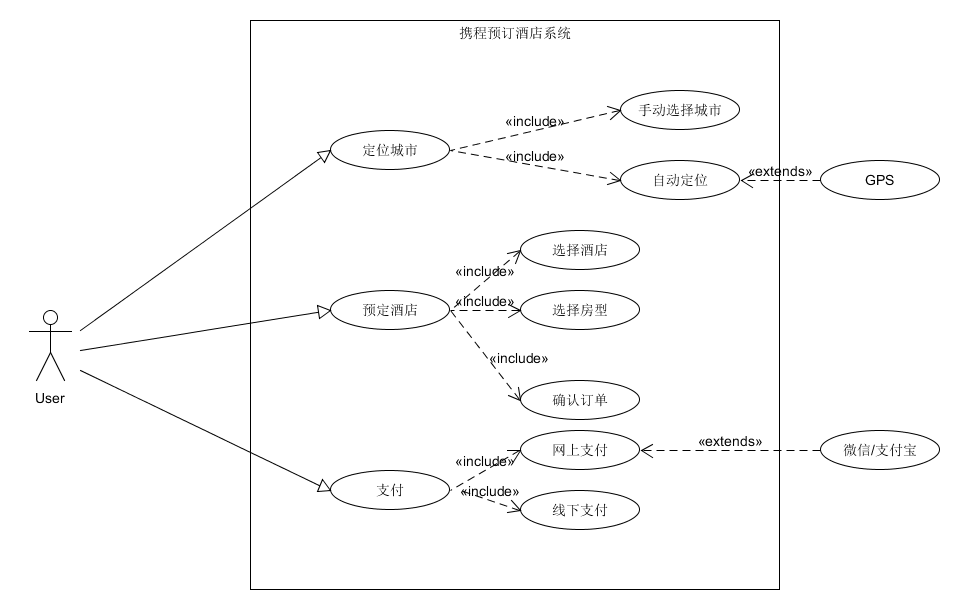 携程预订酒店系统
手动选择城市
«include»
定位城市
«include»
自动定位
«extends»
GPS
选择酒店
«include»
预定酒店
«include»
选择房型
«include»
User
确认订单
网上支付
«extends»
微信/支付宝
«include»
支付
«include»
线下支付